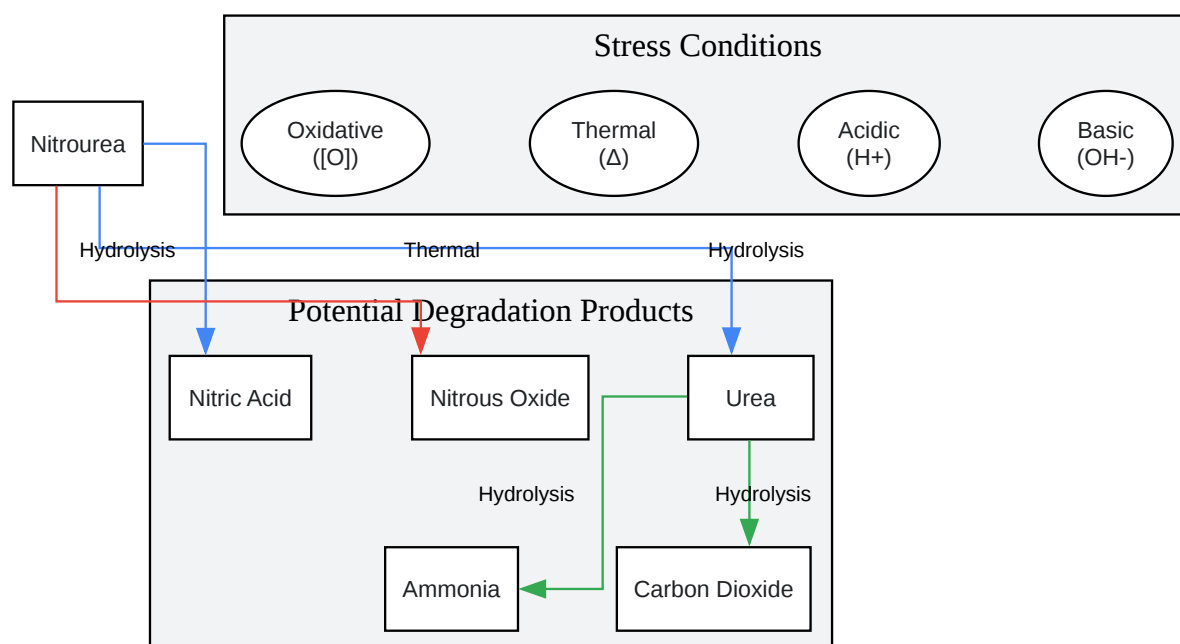 Stress Conditions
Nitrourea
Oxidative
([O])
Thermal
(Δ)
Acidic
(H+)
Basic
(OH-)
Hydrolysis
Thermal
Hydrolysis
Potential Degradation Products
Nitric Acid
Nitrous Oxide
Urea
Hydrolysis
Hydrolysis
Ammonia
Carbon Dioxide